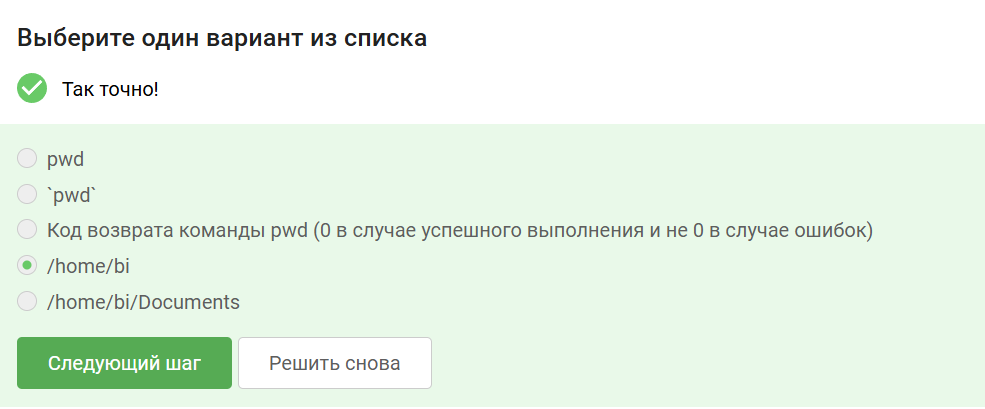 Выберите один вариант из списка
Так точно!
pwd
`pwd`
Код возврата команды pwd (0 в случае успешного выполнения и не 0 в случае ошибок)
/home/bi
/home/bi/Documents
Следующий шаг
Решить снова